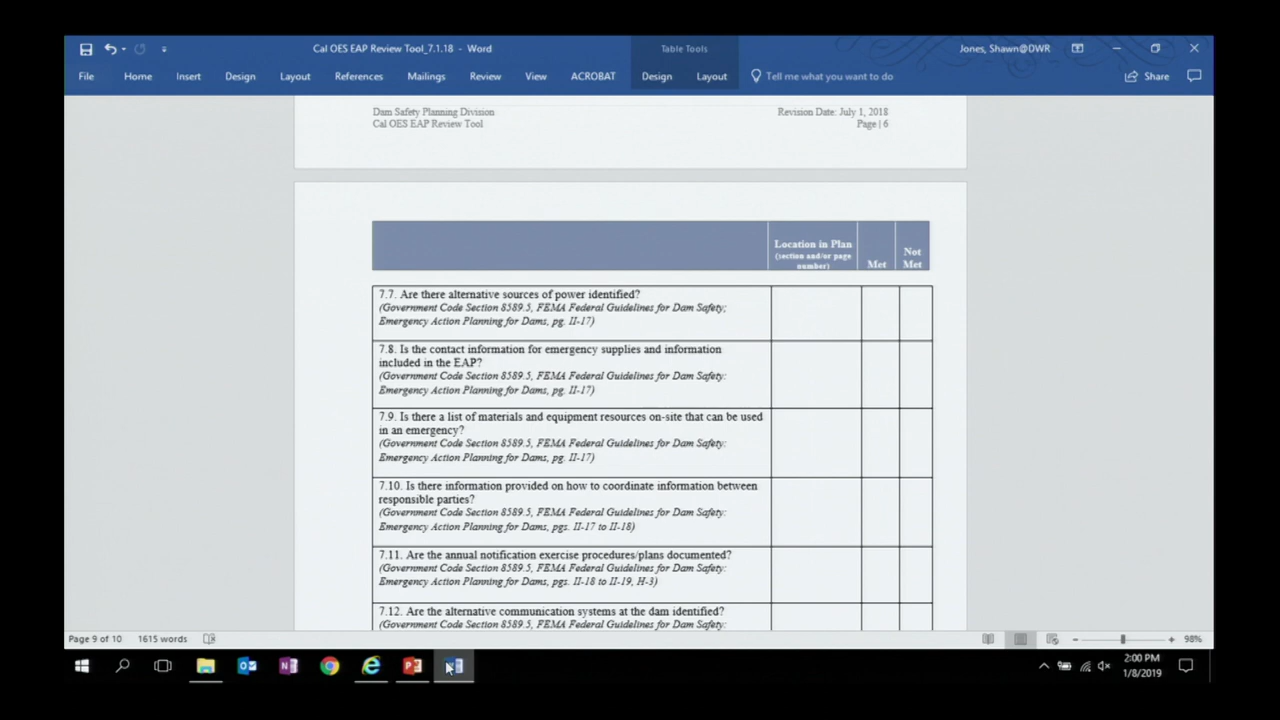 Cal OES EAP Review Tool_7.1.18 - Word
Table Tools
Jones, Shawn@DWR
File Home Insert Design Layout References Mailings Review View ACROBAT Design Layout Tell me what you want to do Share
Dam Safety Planning Division Revision Date: July 1, 2018
Cal OES EAP Review Tool Page | 6
Location in Plan
(section and/or page
number)
Met
Not
Met
7.7. Are there alternative sources of power identified?
(Government Code Section 8589.5, FEMA Federal Guidelines for Dam Safety;
Emergency Action Planning for Dams, pg. II-17)
7.8. Is the contact information for emergency supplies and information
included in the EAP?
(Government Code Section 8589.5, FEMA Federal Guidelines for Dam Safety:
Emergency Action Planning for Dams, pg. II-17)
7.9. Is there a list of materials and equipment resources on-site that can be used
in an emergency?
(Government Code Section 8589.5, FEMA Federal Guidelines for Dam Safety:
Emergency Action Planning for Dams, pg. II-17)
7.10. Is there information provided on how to coordinate information between
responsible parties?
(Government Code Section 8589.5, FEMA Federal Guidelines for Dam Safety:
Emergency Action Planning for Dams, pgs. II-17 to II-18)
7.11. Are the annual notification exercise procedures/plans documented?
(Government Code Section 8589.5, FEMA Federal Guidelines for Dam Safety:
Emergency Action Planning for Dams, pgs. II-18 to II-19, H-3)
7.12. Are the alternative communication systems at the dam identified?
(Government Code Section 8589.5, FEMA Federal Guidelines for Dam Safety:
Page 9 of 10 1615 words 98%
2:00 PM
1/8/2019